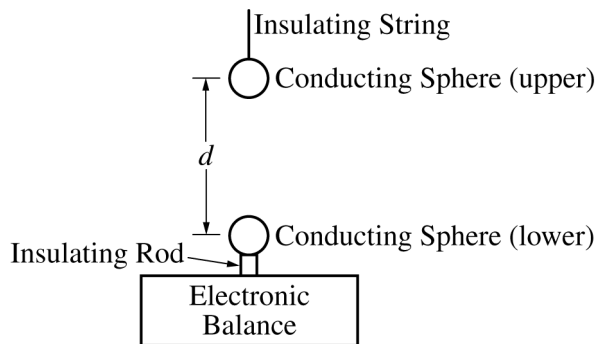 Insulating String
Conducting Sphere (upper)
d
Conducting Sphere (lower)
Insulating Rod
Electronic
Balance